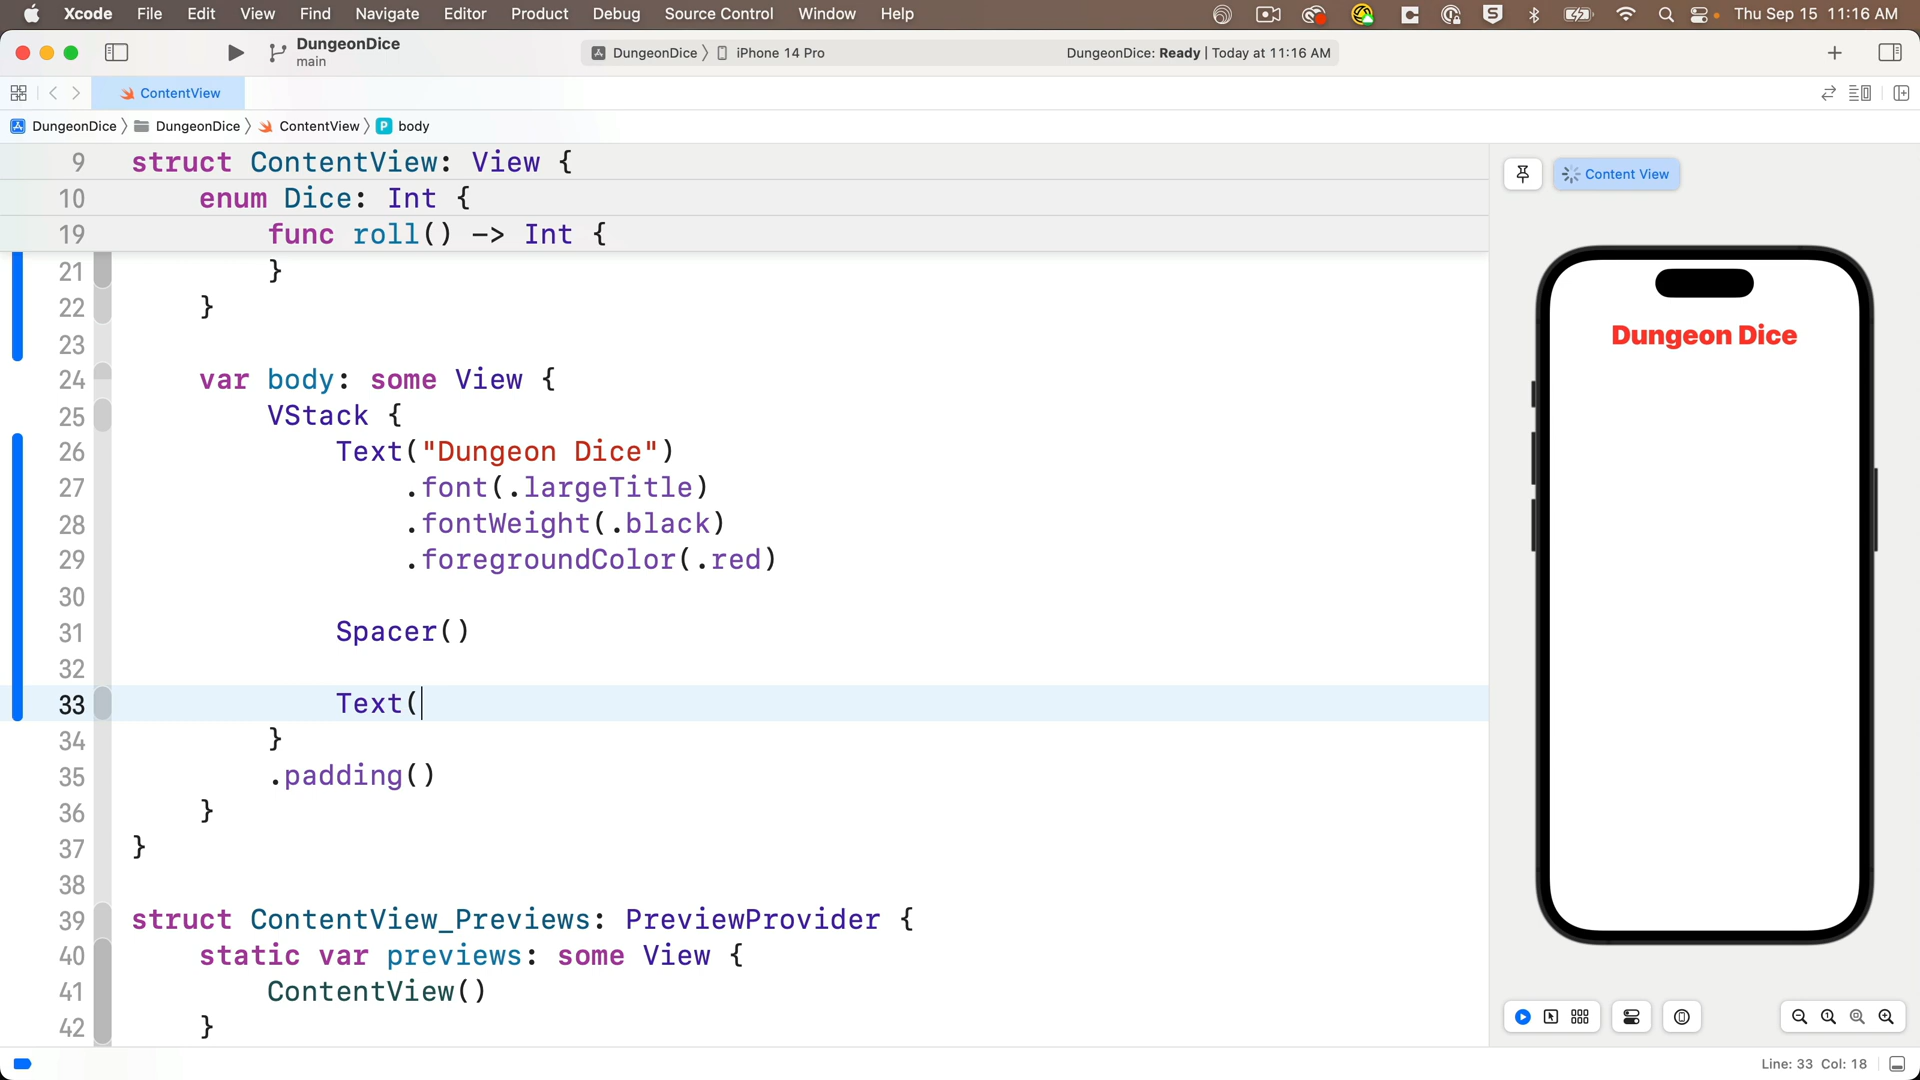 Xcode File Edit View Find Navigate Editor Product Debug Source Control Window Help Thu Sep 15 11:16 AM
DungeonDice
main
DungeonDice iPhone 14 Pro DungeonDice: Ready | Today at 11:16 AM
ContentView
DungeonDice DungeonDice ContentView P body
9 struct ContentView: View {
10 enum Dice: Int {
19 func roll() -> Int {
21 }
22 }
23
24 var body: some View {
25 VStack {
26 Text("Dungeon Dice")
27 .font(.largeTitle)
28 .fontWeight(.black)
29 .foregroundColor(.red)
30
31 Spacer()
32
33 Text(
34 }
35 .padding()
36 }
37 }
38
39 struct ContentView_Previews: PreviewProvider {
40 static var previews: some View {
41 ContentView()
42 }
Content View
Dungeon Dice
Line: 33 Col: 18